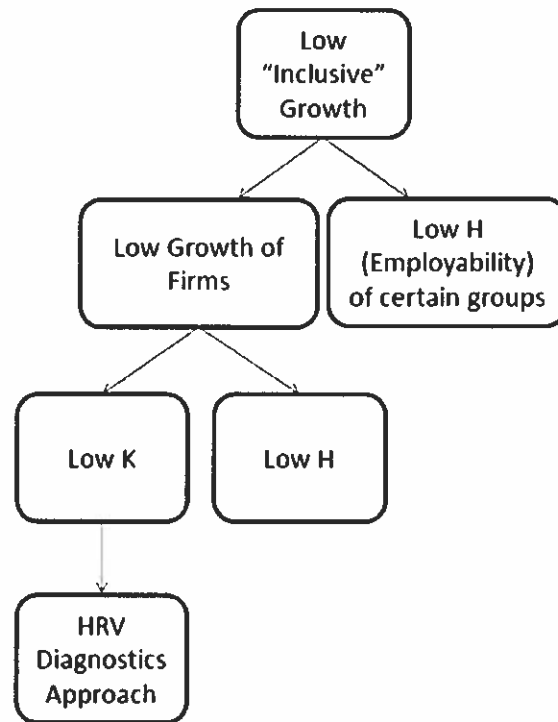 Low
"Inclusive"
Growth
Low Growth of
Firms
Low H
(Employability)
of certain groups
Low K
Low H
HRV
Diagnostics
Approach